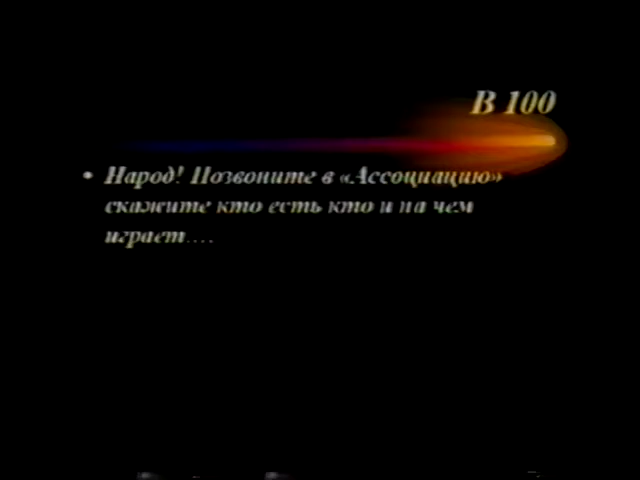 В 100
• Народ! Позвоните в «Ассоциацию»
скажите кто есть кто и на чем
играет….